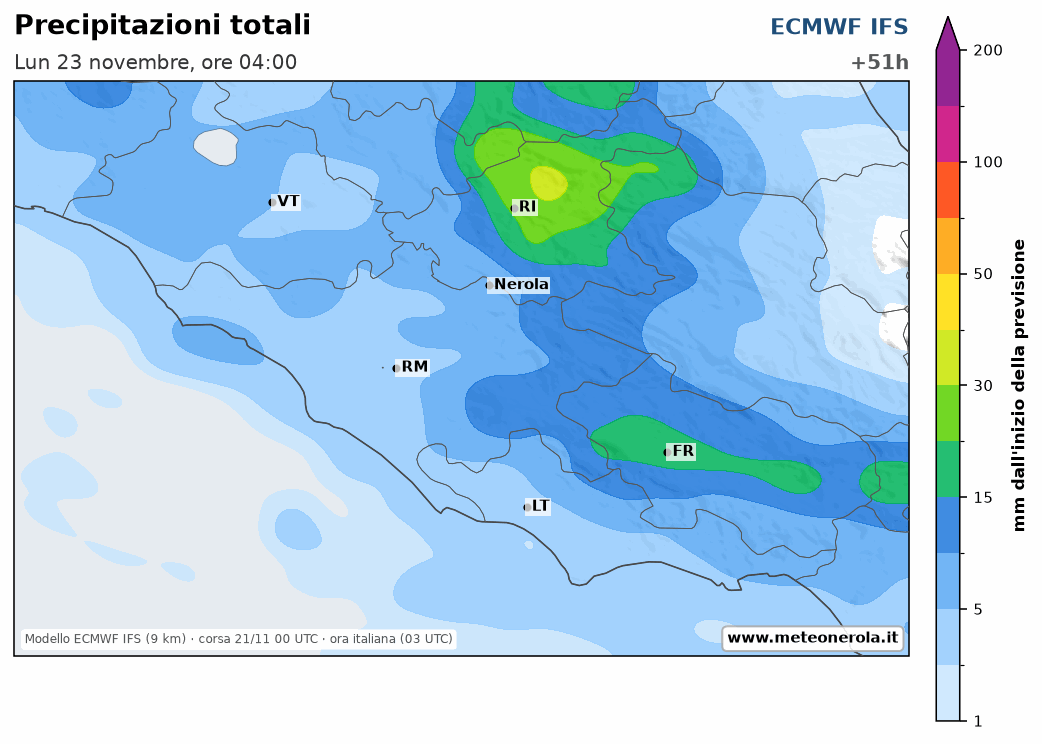 Precipitazioni totali
ECMWF IFS
Lun 23 novembre, ore 04:00
+51h
VT
RI
Nerola
RM
FR
LT
Modello ECMWF IFS (9 km) · corsa 21/11 00 UTC · ora italiana (03 UTC)
www.meteonerola.it
200
100
50
30
15
5
1
mm dall'inizio della previsione